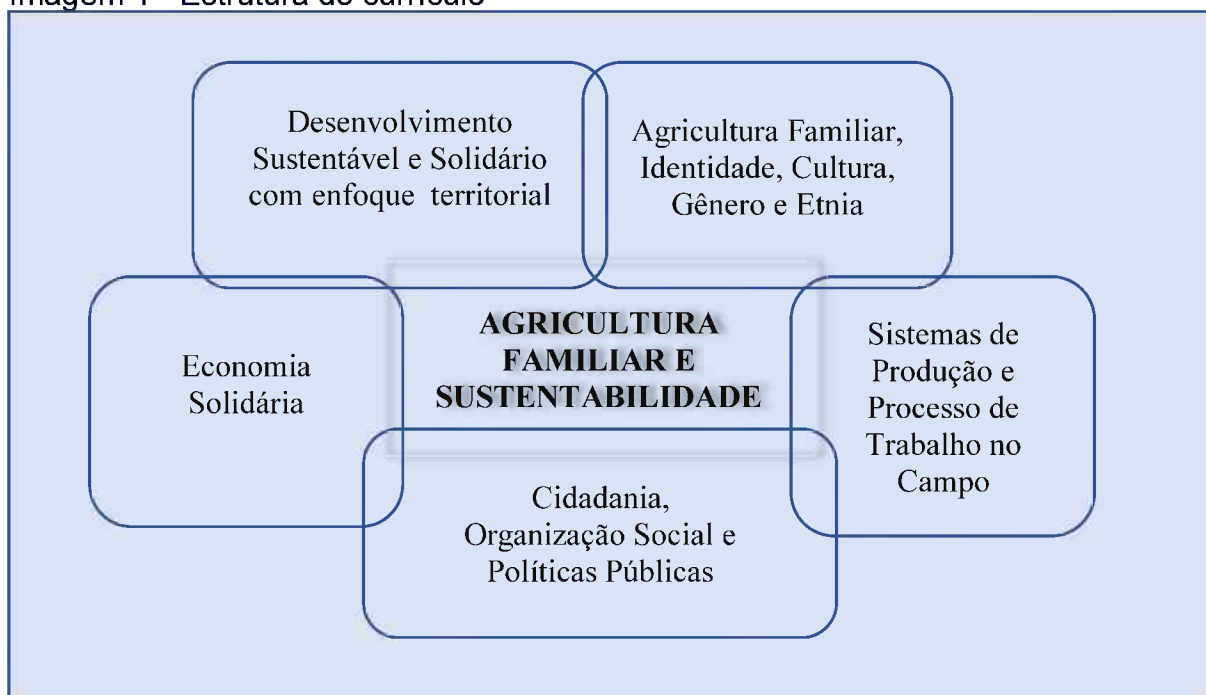 Imagem 1 - Estrutura do currículo
Desenvolvimento
Sustentável e Solidário
com enfoque territorial
Agricultura Familiar,
Identidade, Cultura,
Gênero e Etnia
Economia
Solidária
AGRICULTURA
FAMILIAR E
SUSTENTABILIDADE
Sistemas de
Produção e
Processo de
Trabalho no
Campo
Cidadania,
Organização Social e
Políticas Públicas